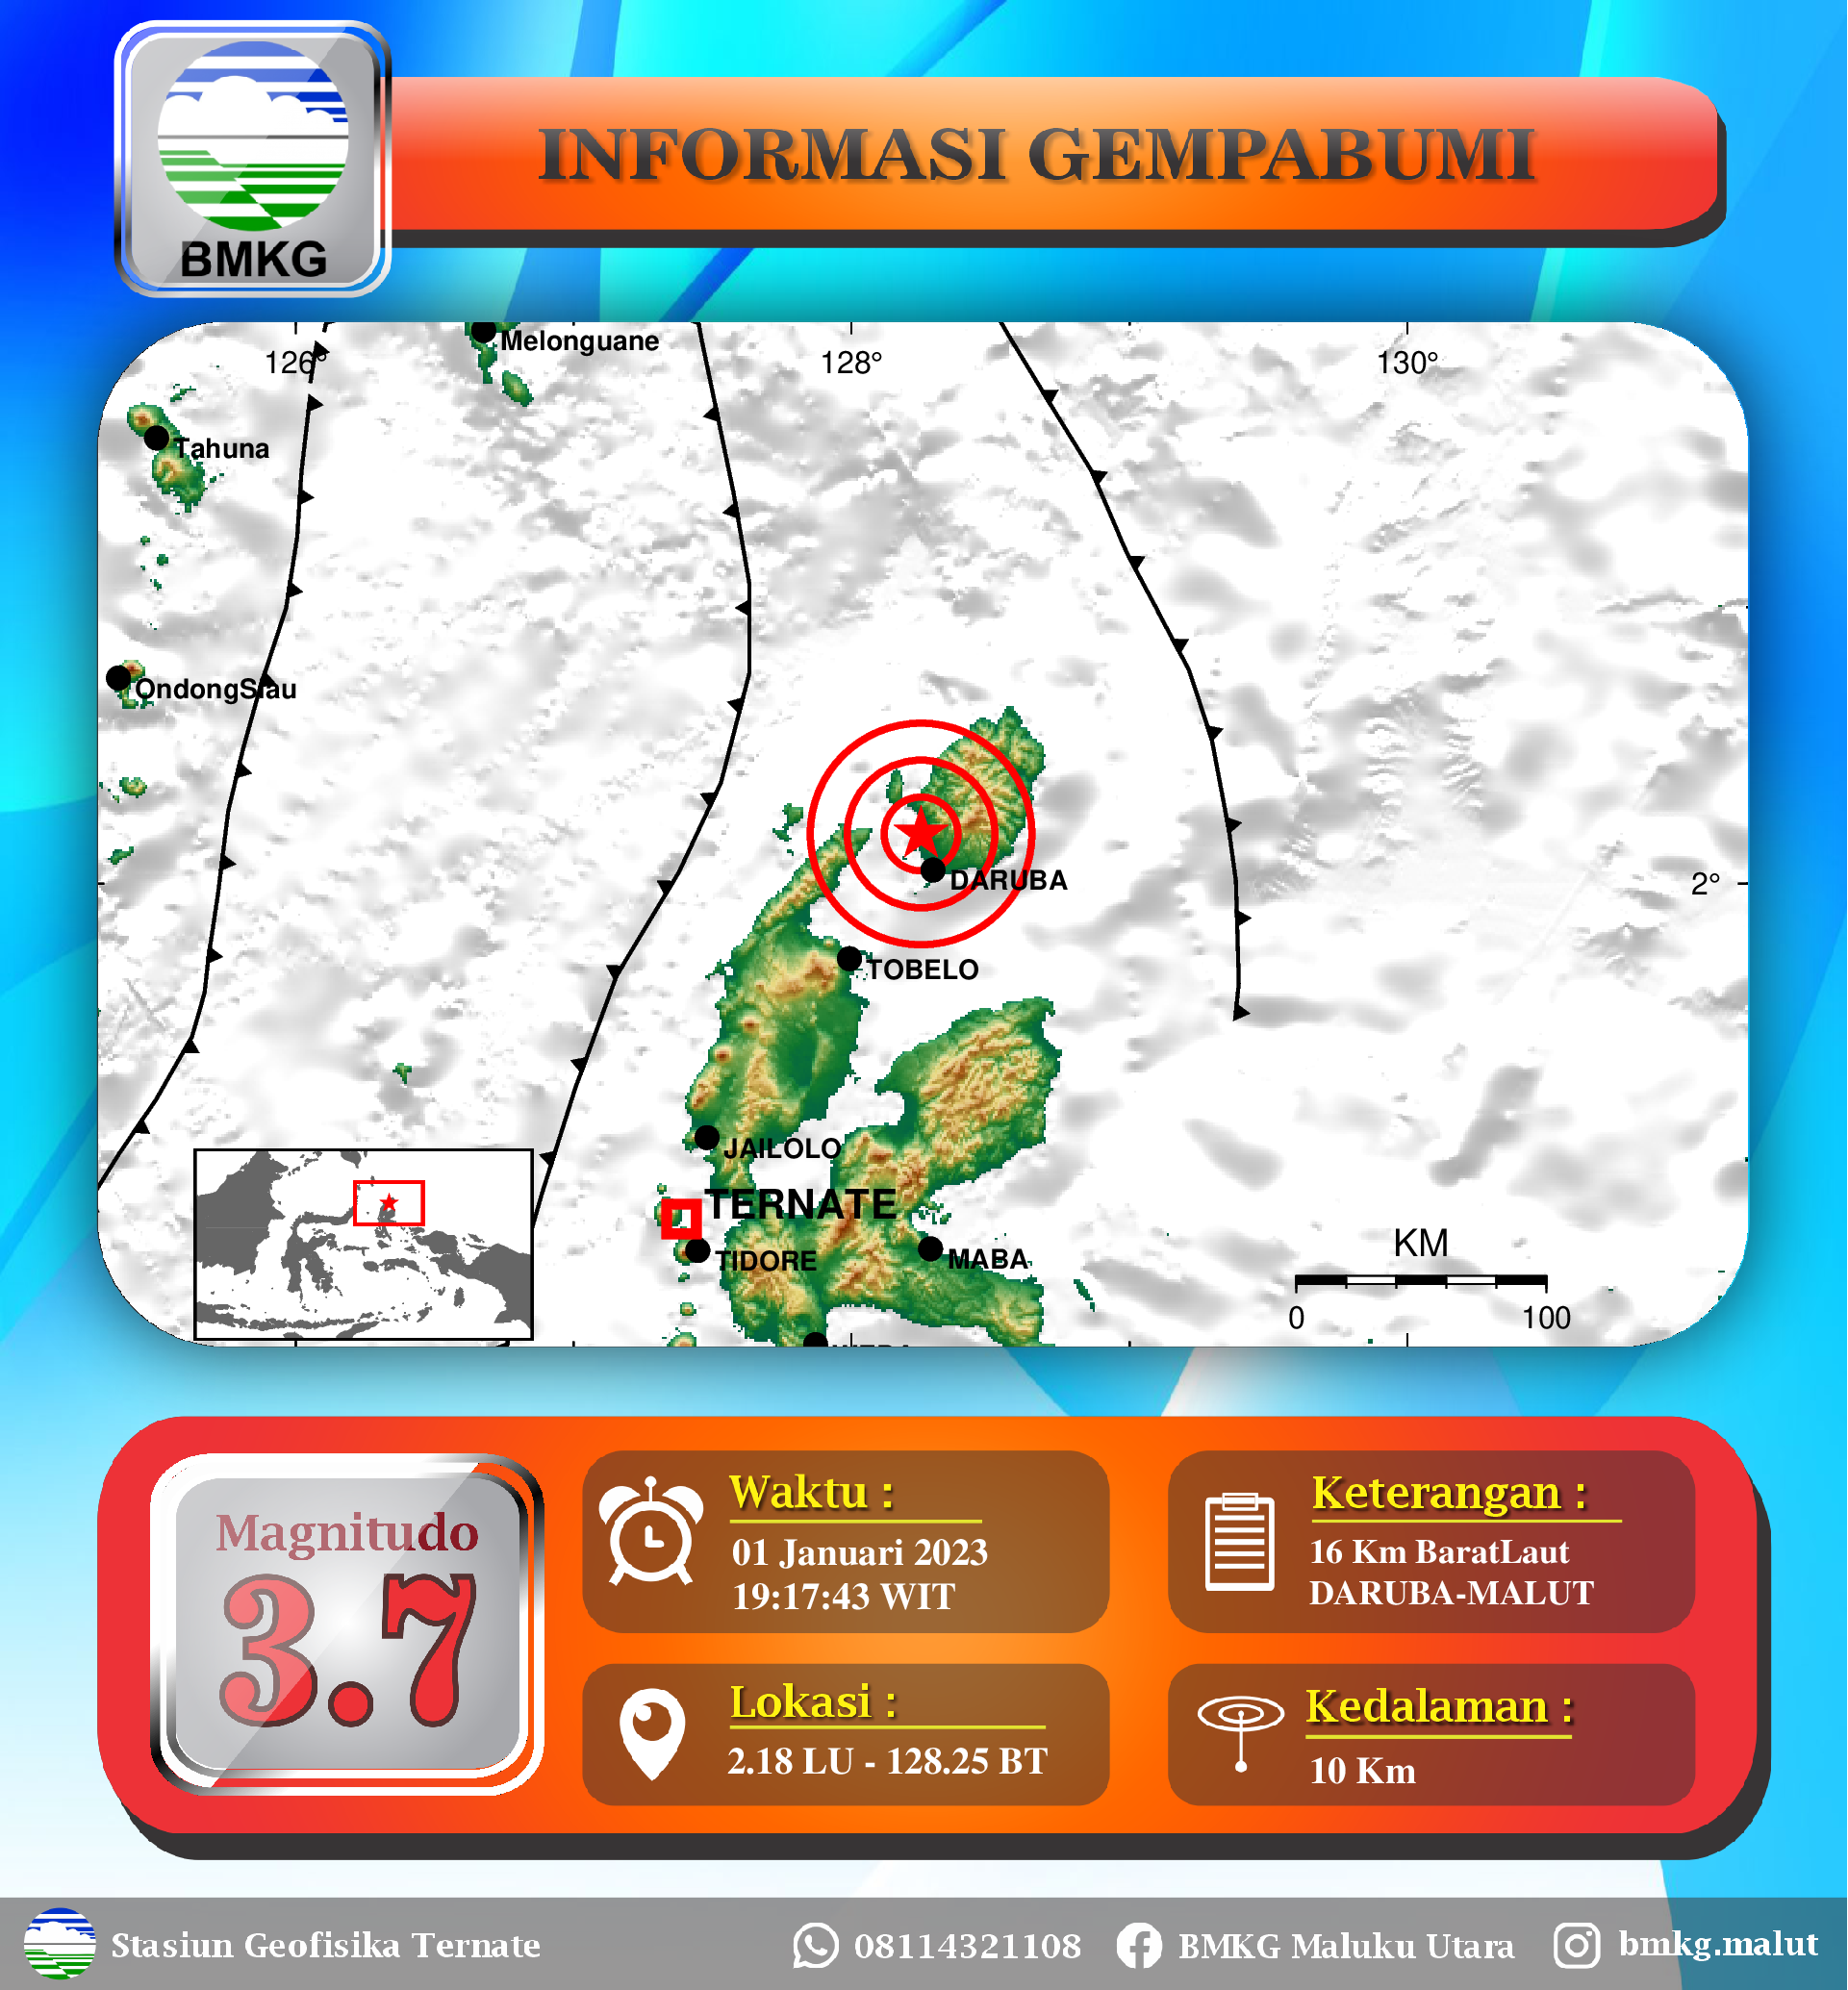 BMKG
INFORMASI GEMPABUMI
126°
128°
130°
Melonguane
Tahuna
OndongSiau
DARUBA
2°
TOBELO
JAILOLO
TERNATE
TIDORE
MABA
KM
0 100
Magnitudo
3.7
Waktu :
01 Januari 2023
19:17:43 WIT
Keterangan :
16 Km BaratLaut
DARUBA-MALUT
Lokasi :
2.18 LU - 128.25 BT
Kedalaman :
10 Km
Stasiun Geofisika Ternate
08114321108
BMKG Maluku Utara
bmkg.malut